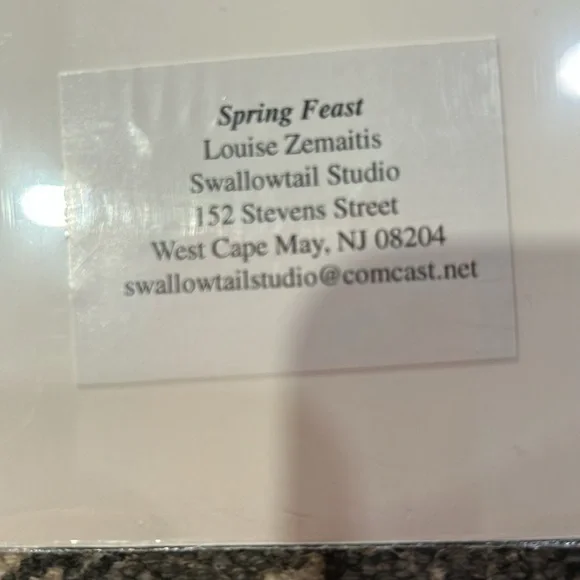 Spring Feast
Louise Zemaitis
Swallowtail Studio
152 Stevens Street
West Cape May, NJ 08204
swallowtailstudio@comcast.net